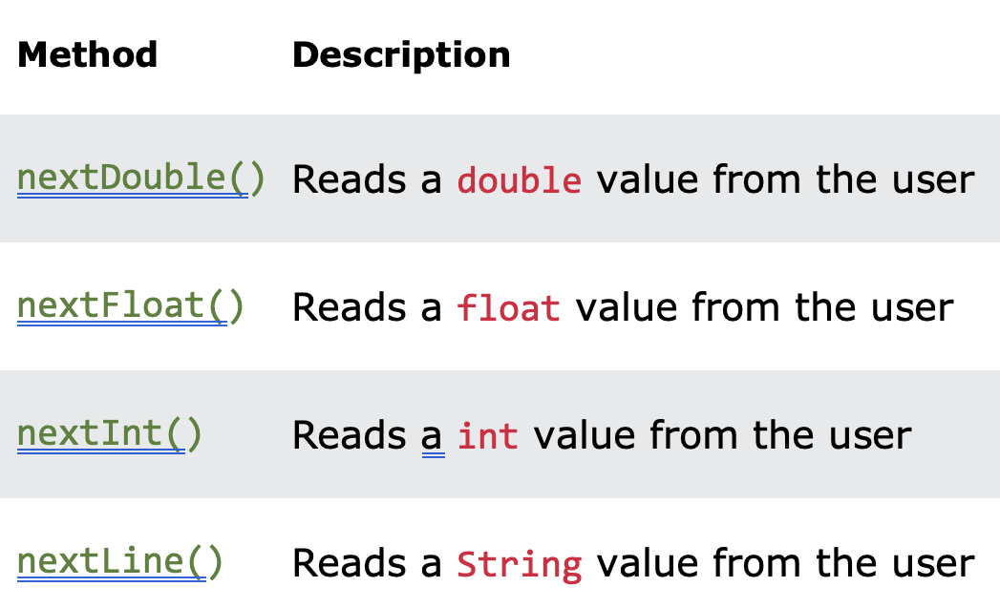 Method Description
nextDouble() Reads a double value from the user
nextFloat() Reads a float value from the user
nextInt() Reads a int value from the user
nextLine() Reads a String value from the user